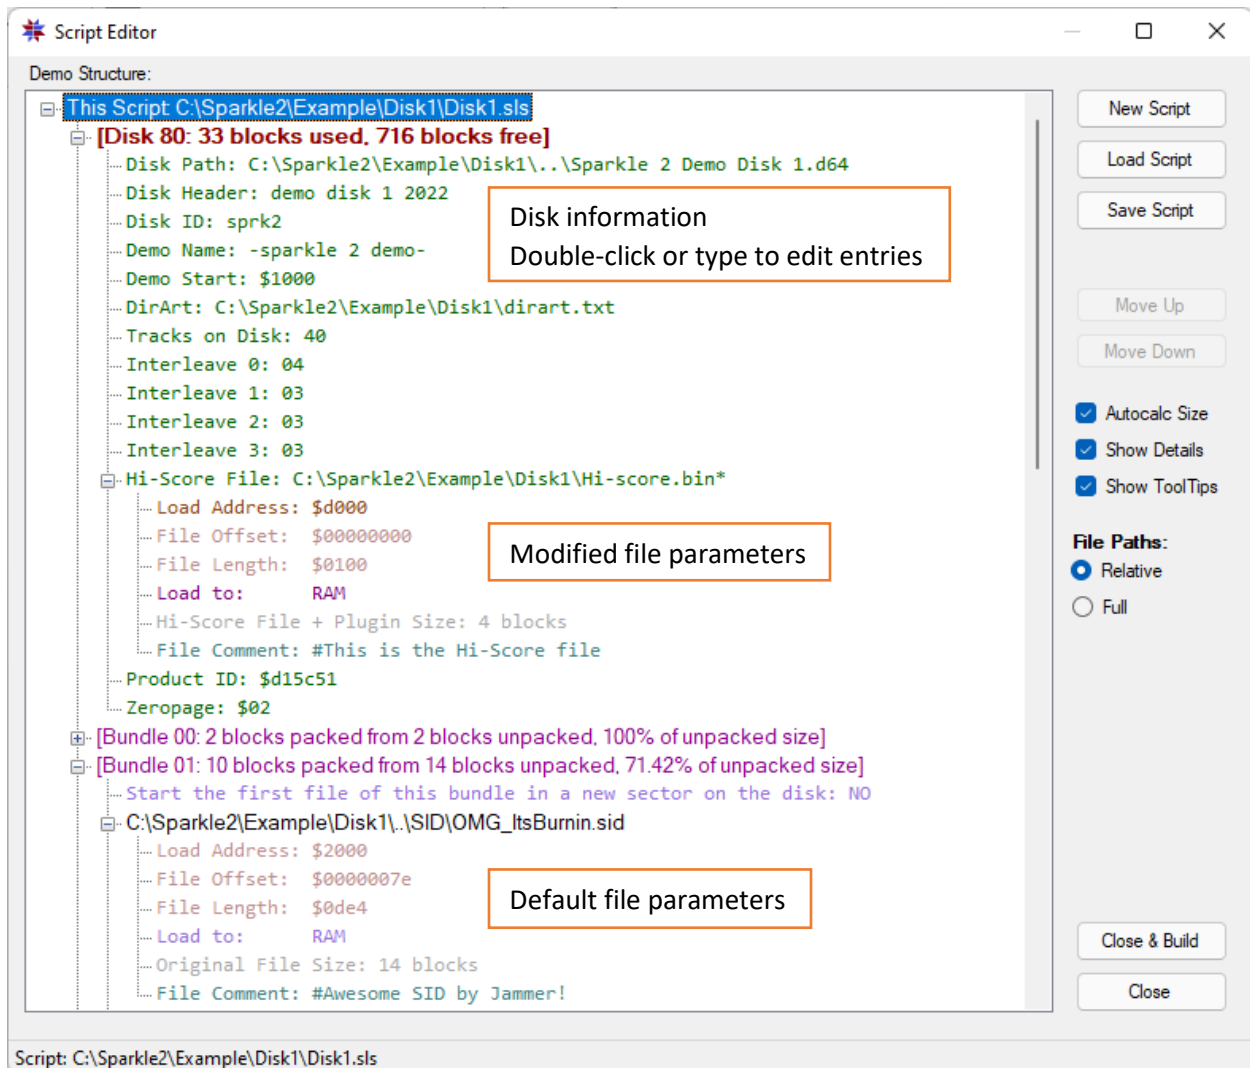 Script Editor
Demo Structure:
This Script: C:\Sparkle2\Example\Disk1\Disk1.sls
[Disk 80: 33 blocks used, 716 blocks free]
Disk Path: C:\Sparkle2\Example\Disk1\..\Sparkle 2 Demo Disk 1.d64
Disk Header: demo disk 1 2022
Disk ID: sprk2
Demo Name: -sparkle 2 demo-
Demo Start: $1000
DirArt: C:\Sparkle2\Example\Disk1\dirart.txt
Tracks on Disk: 40
Interleave 0: 04
Interleave 1: 03
Interleave 2: 03
Interleave 3: 03
Hi-Score File: C:\Sparkle2\Example\Disk1\Hi-score.bin*
Load Address: $d000
File Offset: $00000000
File Length: $0100
Load to: RAM
Hi-Score File + Plugin Size: 4 blocks
File Comment: #This is the Hi-Score file
Product ID: $d15c51
Zeropage: $02
[Bundle 00: 2 blocks packed from 2 blocks unpacked, 100% of unpacked size]
[Bundle 01: 10 blocks packed from 14 blocks unpacked, 71.42% of unpacked size]
Start the first file of this bundle in a new sector on the disk: NO
C:\Sparkle2\Example\Disk1\..\SID\OMG_ItsBurnin.sid
Load Address: $2000
File Offset: $0000007e
File Length: $0de4
Load to: RAM
Original File Size: 14 blocks
File Comment: #Awesome SID by Jammer!
Disk information
Double-click or type to edit entries
Modified file parameters
Default file parameters
New Script
Load Script
Save Script
Move Up
Move Down
Autocalc Size
Show Details
Show ToolTips
File Paths:
Relative
Full
Close & Build
Close
Script: C:\Sparkle2\Example\Disk1\Disk1.sls